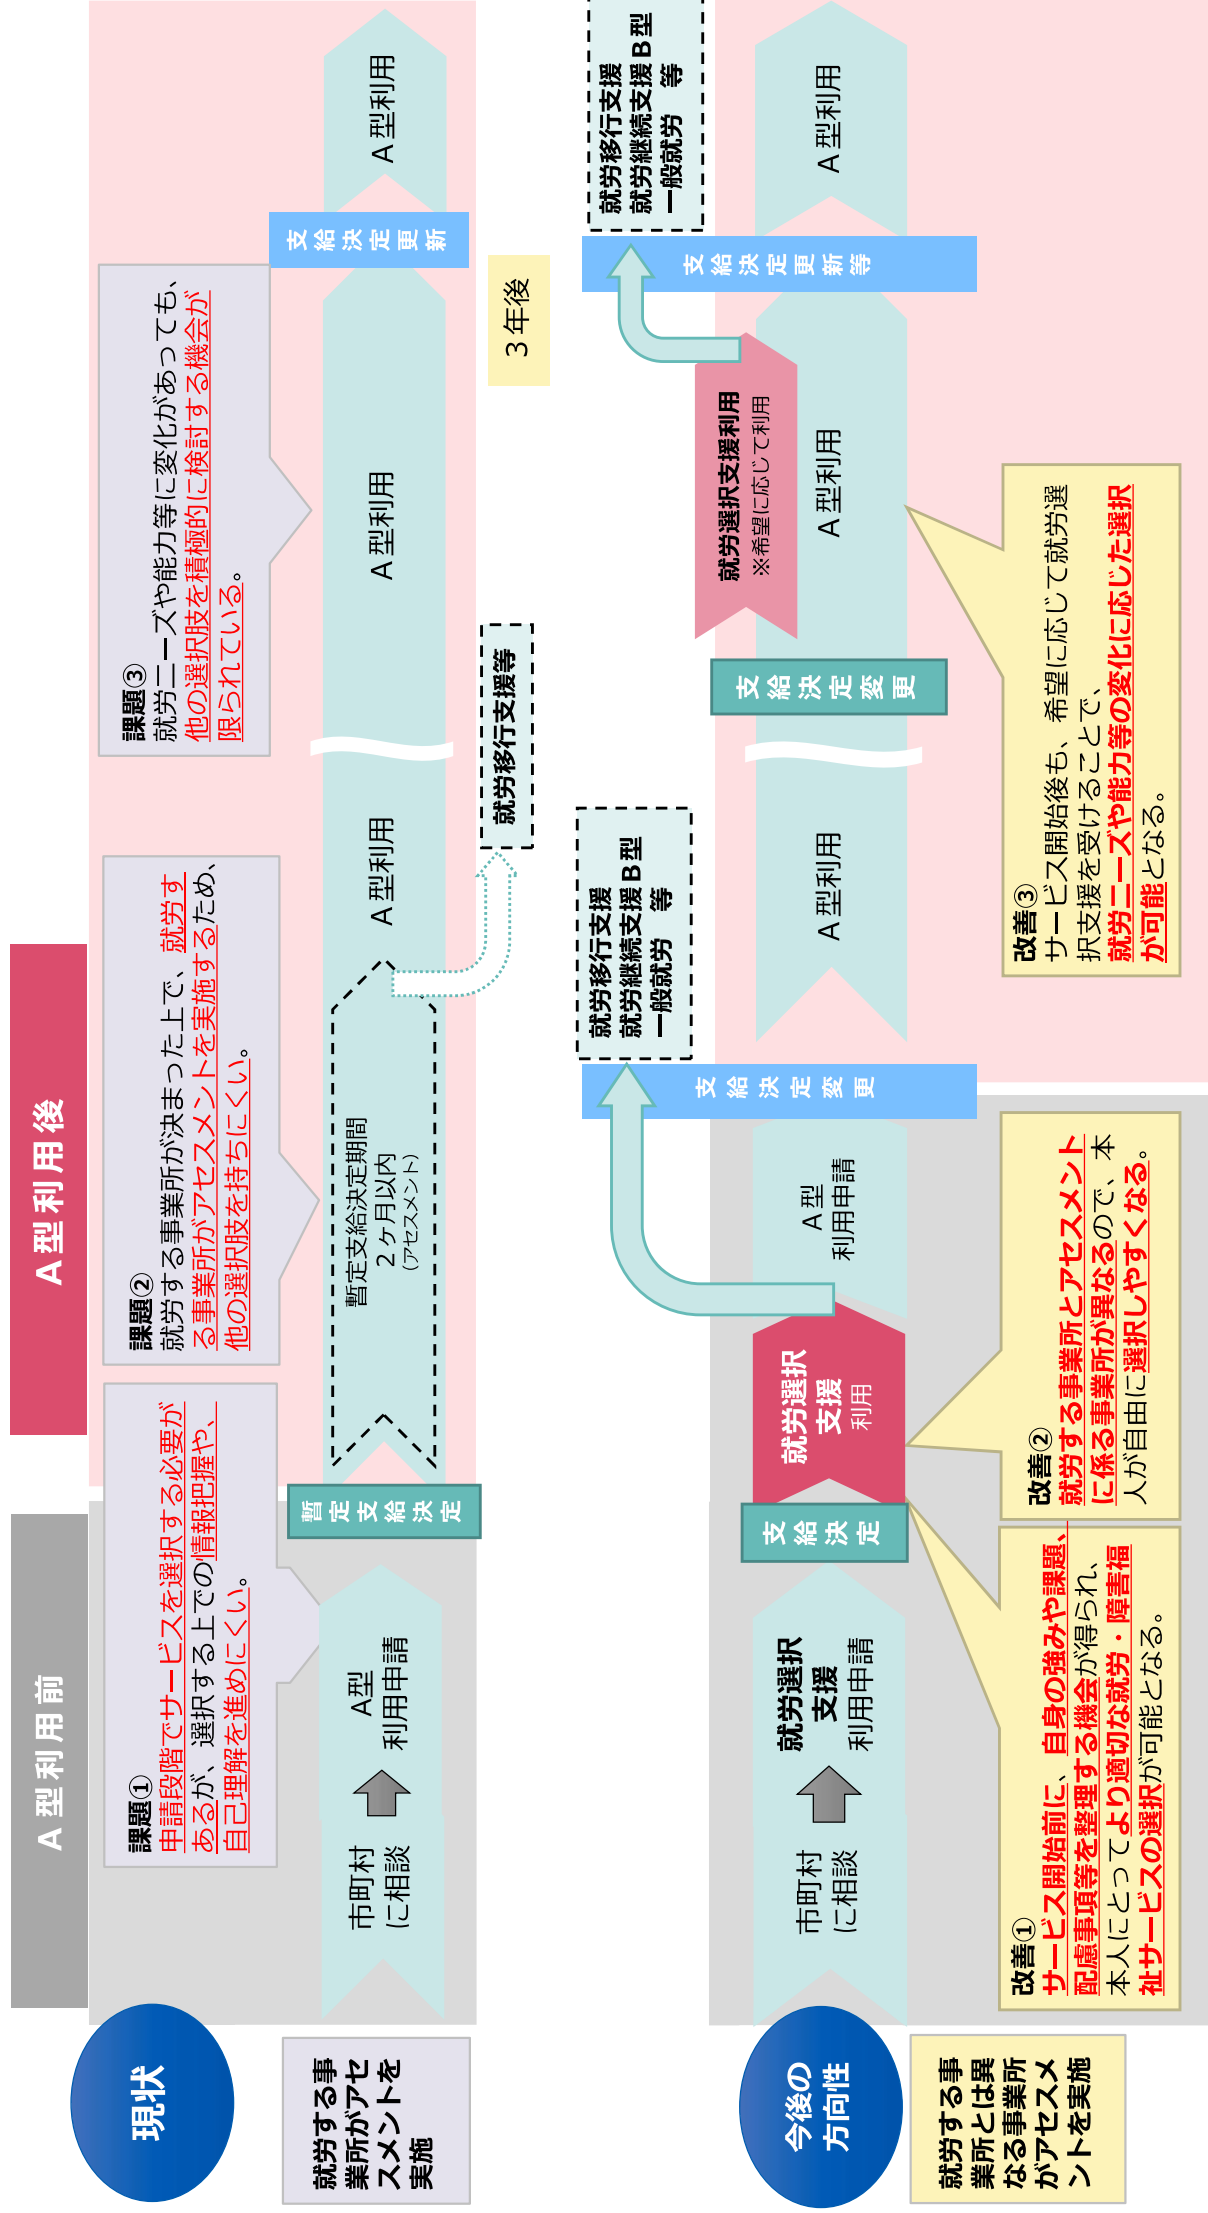 A型利用前
A型利用後
現状
就労する事
業所がアセ
スメントを
実施
課題①
申請段階でサービスを選択する必要が
あるが、選択する上での情報把握や、
自己理解を進めにくい。
課題②
就労する事業所が決まった上で、就労す
る事業所がアセスメントを実施するため、
他の選択肢を持ちにくい。
課題③
就労ニーズや能力等に変化があっても、
他の選択肢を積極的に検討する機会が
限られている。
市町村
に相談
A型
利用申請
暫定支給決定
暫定支給決定期間
２ヶ月以内
(アセスメント)
A型利用
A型利用
支給決定更新
A型利用
就労移行支援等
３年後
今後の
方向性
就労する事
業所とは異
なる事業所
がアセスメ
ントを実施
市町村
に相談
就労選択
支援
利用申請
支給決定
就労選択
支援
利用
A型
利用申請
支給決定変更
就労移行支援
就労継続支援B型
一般就労　等
A型利用
支給決定変更
就労選択支援利用
※希望に応じて利用
A型利用
支給決定更新等
就労移行支援
就労継続支援B型
一般就労　等
A型利用
改善①
サービス開始前に、自身の強みや課題、
配慮事項等を整理する機会が得られ、
本人にとってより適切な就労・障害福
祉サービスの選択が可能となる。
改善②
就労する事業所とアセスメント
に係る事業所が異なるので、本
人が自由に選択しやすくなる。
改善③
サービス開始後も、希望に応じて就労選
択支援を受けることで、
就労ニーズや能力等の変化に応じた選択
が可能となる。